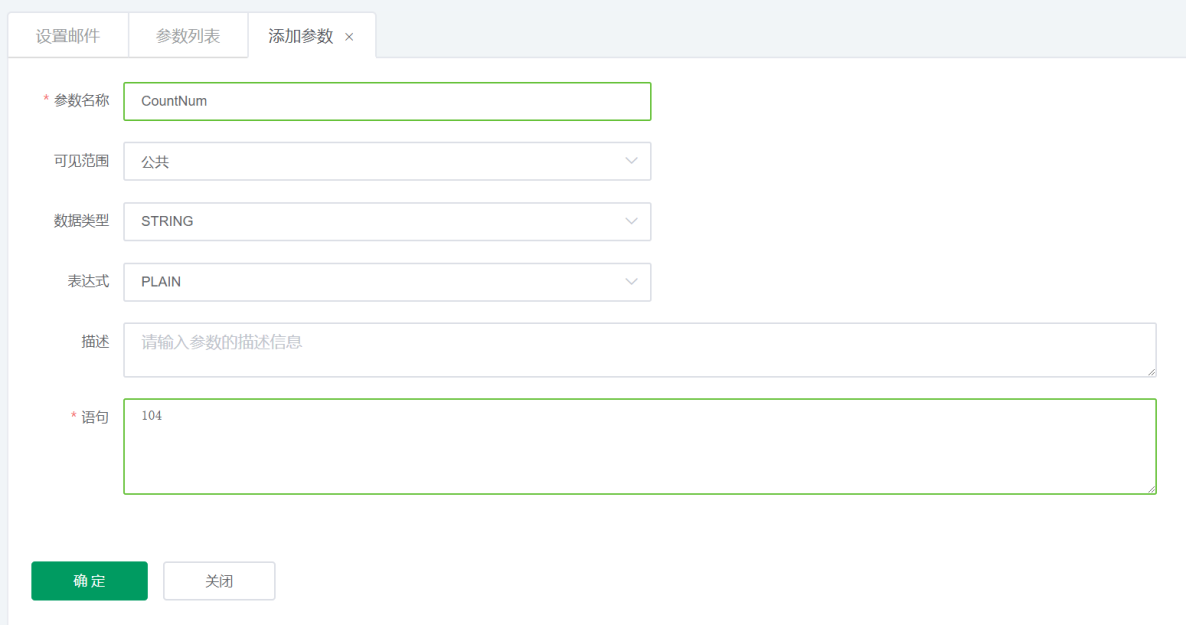 设置邮件 参数列表 添加参数 ×
* 参数名称 CountNum
可见范围 公共
数据类型 STRING
表达式 PLAIN
描述 请输入参数的描述信息
* 语句 104
确定 关闭